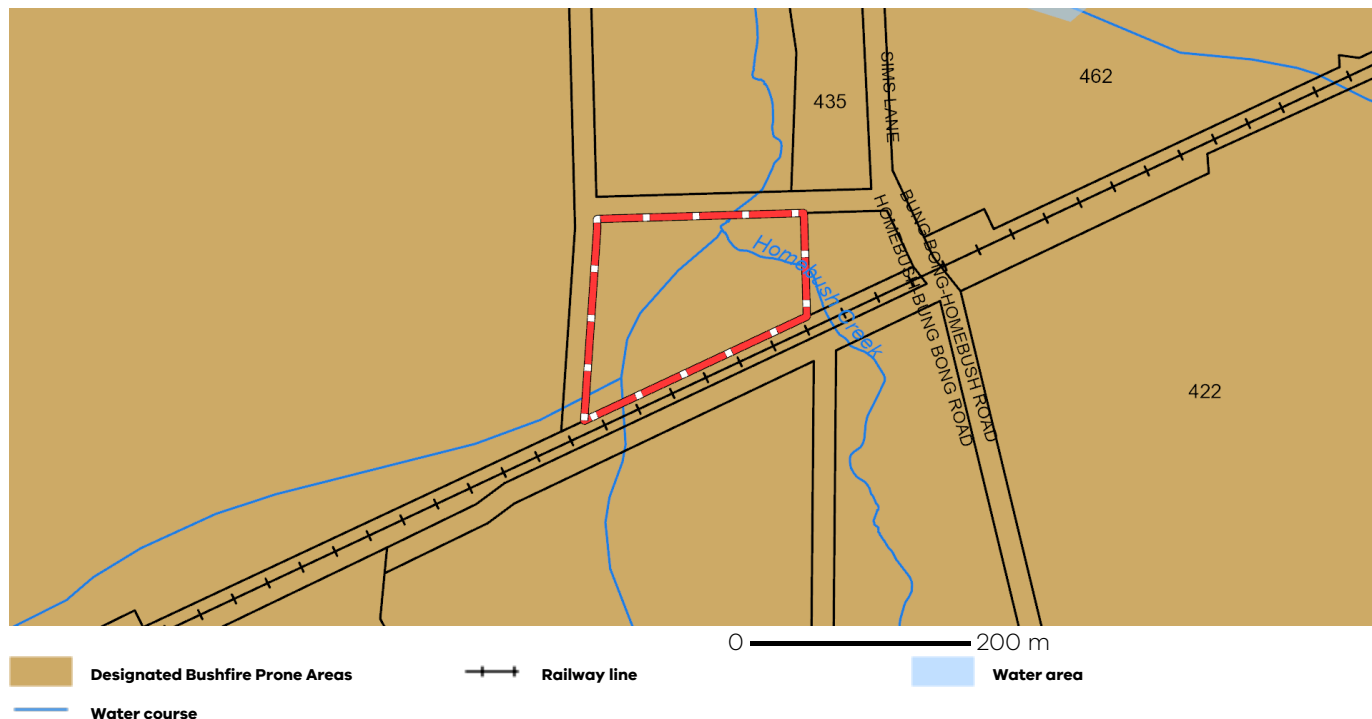 462
435
SIMS LANE
BUNG BONG-HOMEBUSH ROAD
HOMEBUSH-BUNG BONG ROAD
Homebush Creek
422
0 200 m
Designated Bushfire Prone Areas
Railway line
Water area
Water course